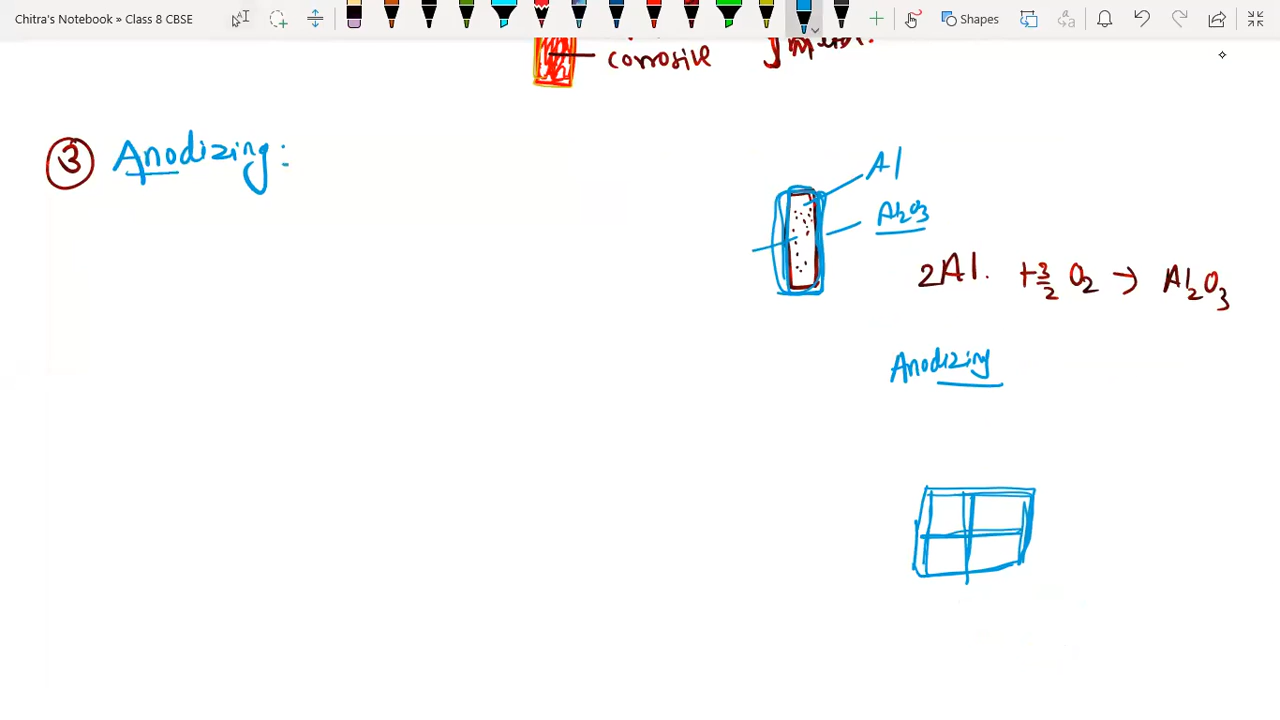 Chitra's Notebook » Class 8 CBSE
Shapes
corrosive
③ Anodizing:
Al
Al2O3
2Al. + 3/2 O2 → Al2O3
Anodizing